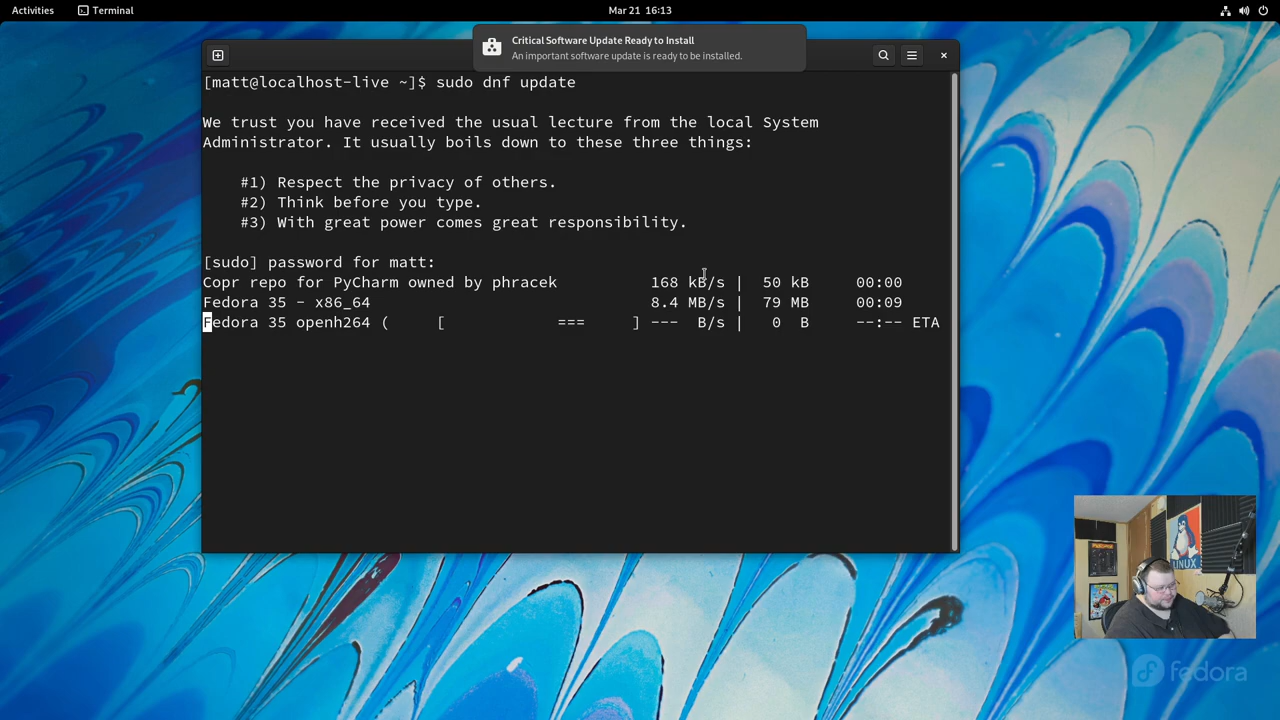 Activities
Terminal
Mar 21 16:13
Critical Software Update Ready to Install
An important software update is ready to be installed.
[matt@localhost-live ~]$ sudo dnf update
We trust you have received the usual lecture from the local System
Administrator. It usually boils down to these three things:
#1) Respect the privacy of others.
#2) Think before you type.
#3) With great power comes great responsibility.
[sudo] password for matt:
Copr repo for PyCharm owned by phracek 168 kB/s | 50 kB 00:00
Fedora 35 - x86_64 8.4 MB/s | 79 MB 00:09
Fedora 35 openh264 ( [ === ] --- B/s | 0 B --:-- ETA
LINUX
fedora